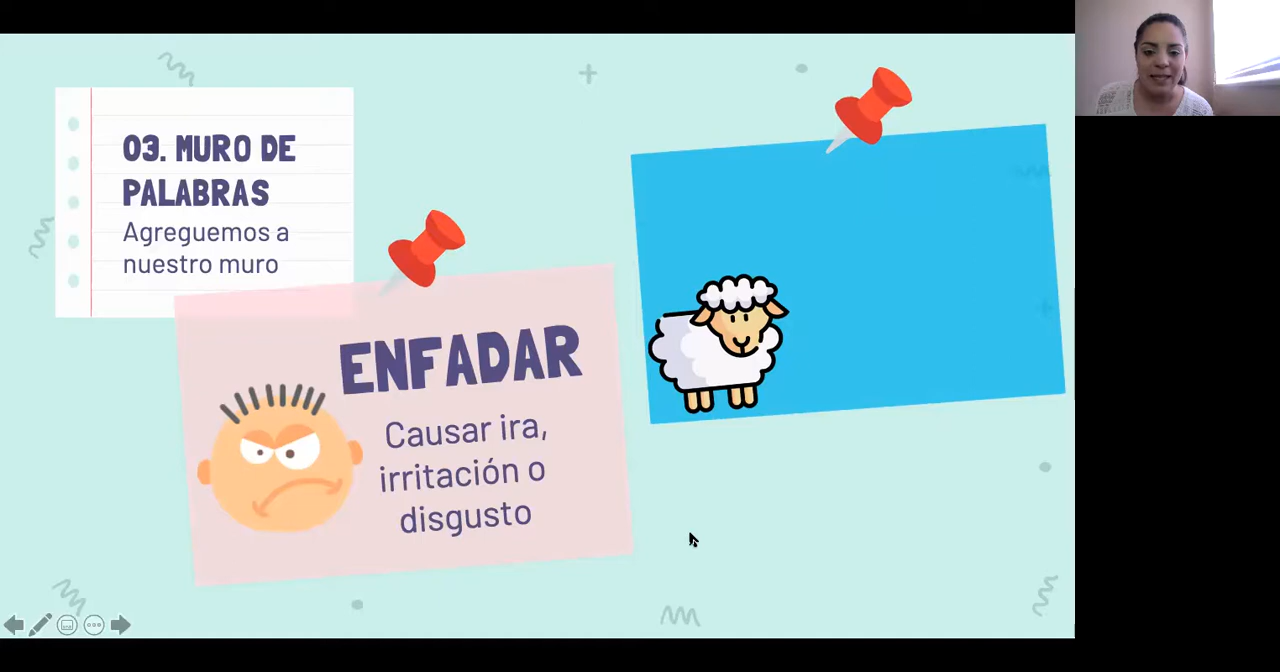 03. MURO DE
PALABRAS
Agreguemos a
nuestro muro
ENFADAR
Causar ira,
irritación o
disgusto